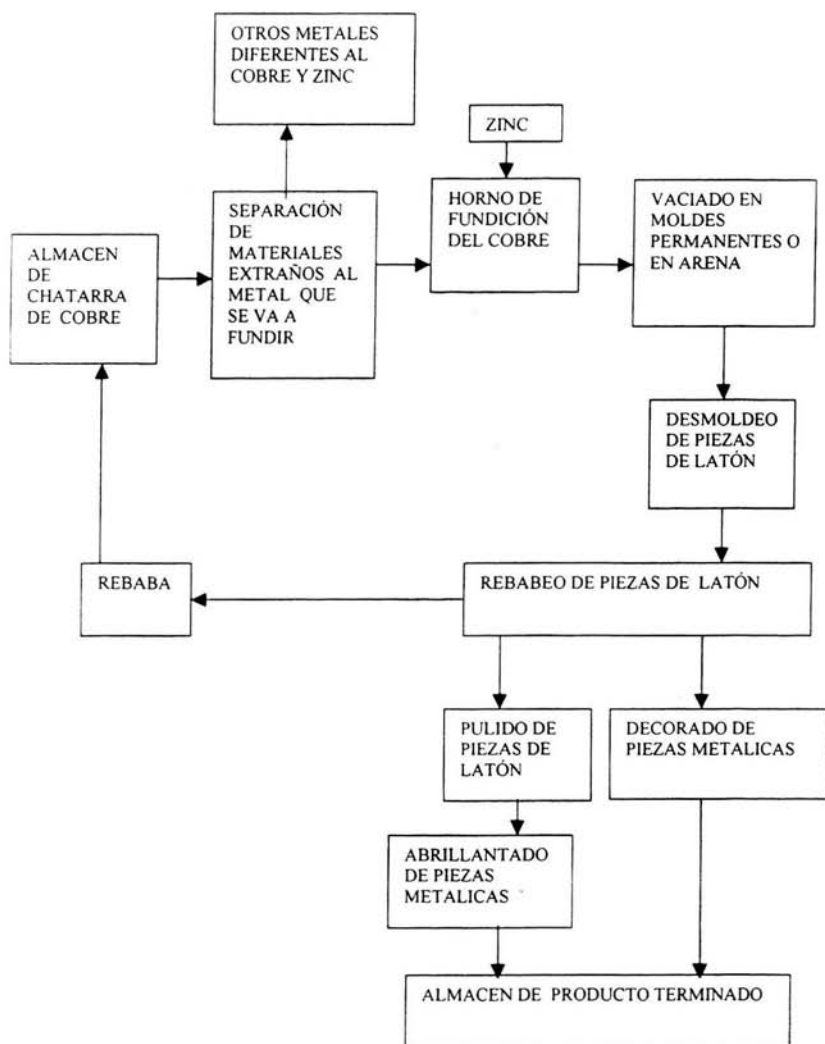 OTROS METALES
DIFERENTES AL
COBRE Y ZINC
ZINC
ALMACEN
DE
CHATARRA
DE COBRE
SEPARACIÓN
DE
MATERIALES
EXTRAÑOS AL
METAL QUE
SE VA A
FUNDIR
HORNO DE
FUNDICIÓN
DEL COBRE
VACIADO EN
MOLDES
PERMANENTES O
EN ARENA
DESMOLDEO
DE PIEZAS
DE LATÓN
REBABA
REBABEO DE PIEZAS DE LATÓN
PULIDO DE
PIEZAS DE
LATÓN
DECORADO DE
PIEZAS METALICAS
ABRILLANTADO
DE PIEZAS
METALICAS
ALMACEN DE PRODUCTO TERMINADO